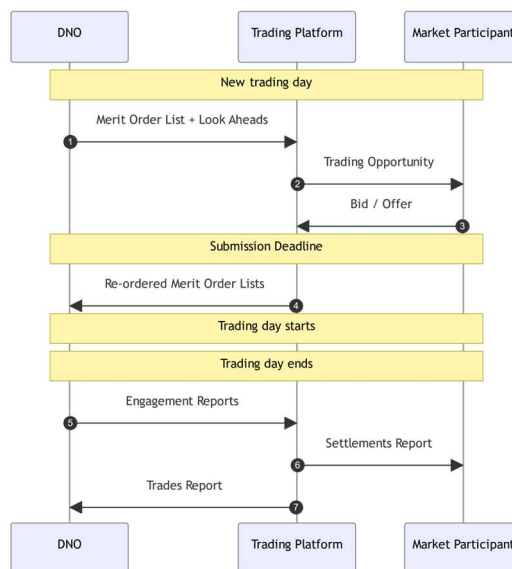 DNO
Trading Platform
Market Participant
New trading day
Merit Order List + Look Aheads
1
Trading Opportunity
2
Bid / Offer
3
Submission Deadline
Re-ordered Merit Order Lists
4
Trading day starts
Trading day ends
Engagement Reports
5
Settlements Report
6
Trades Report
7
DNO
Trading Platform
Market Participant